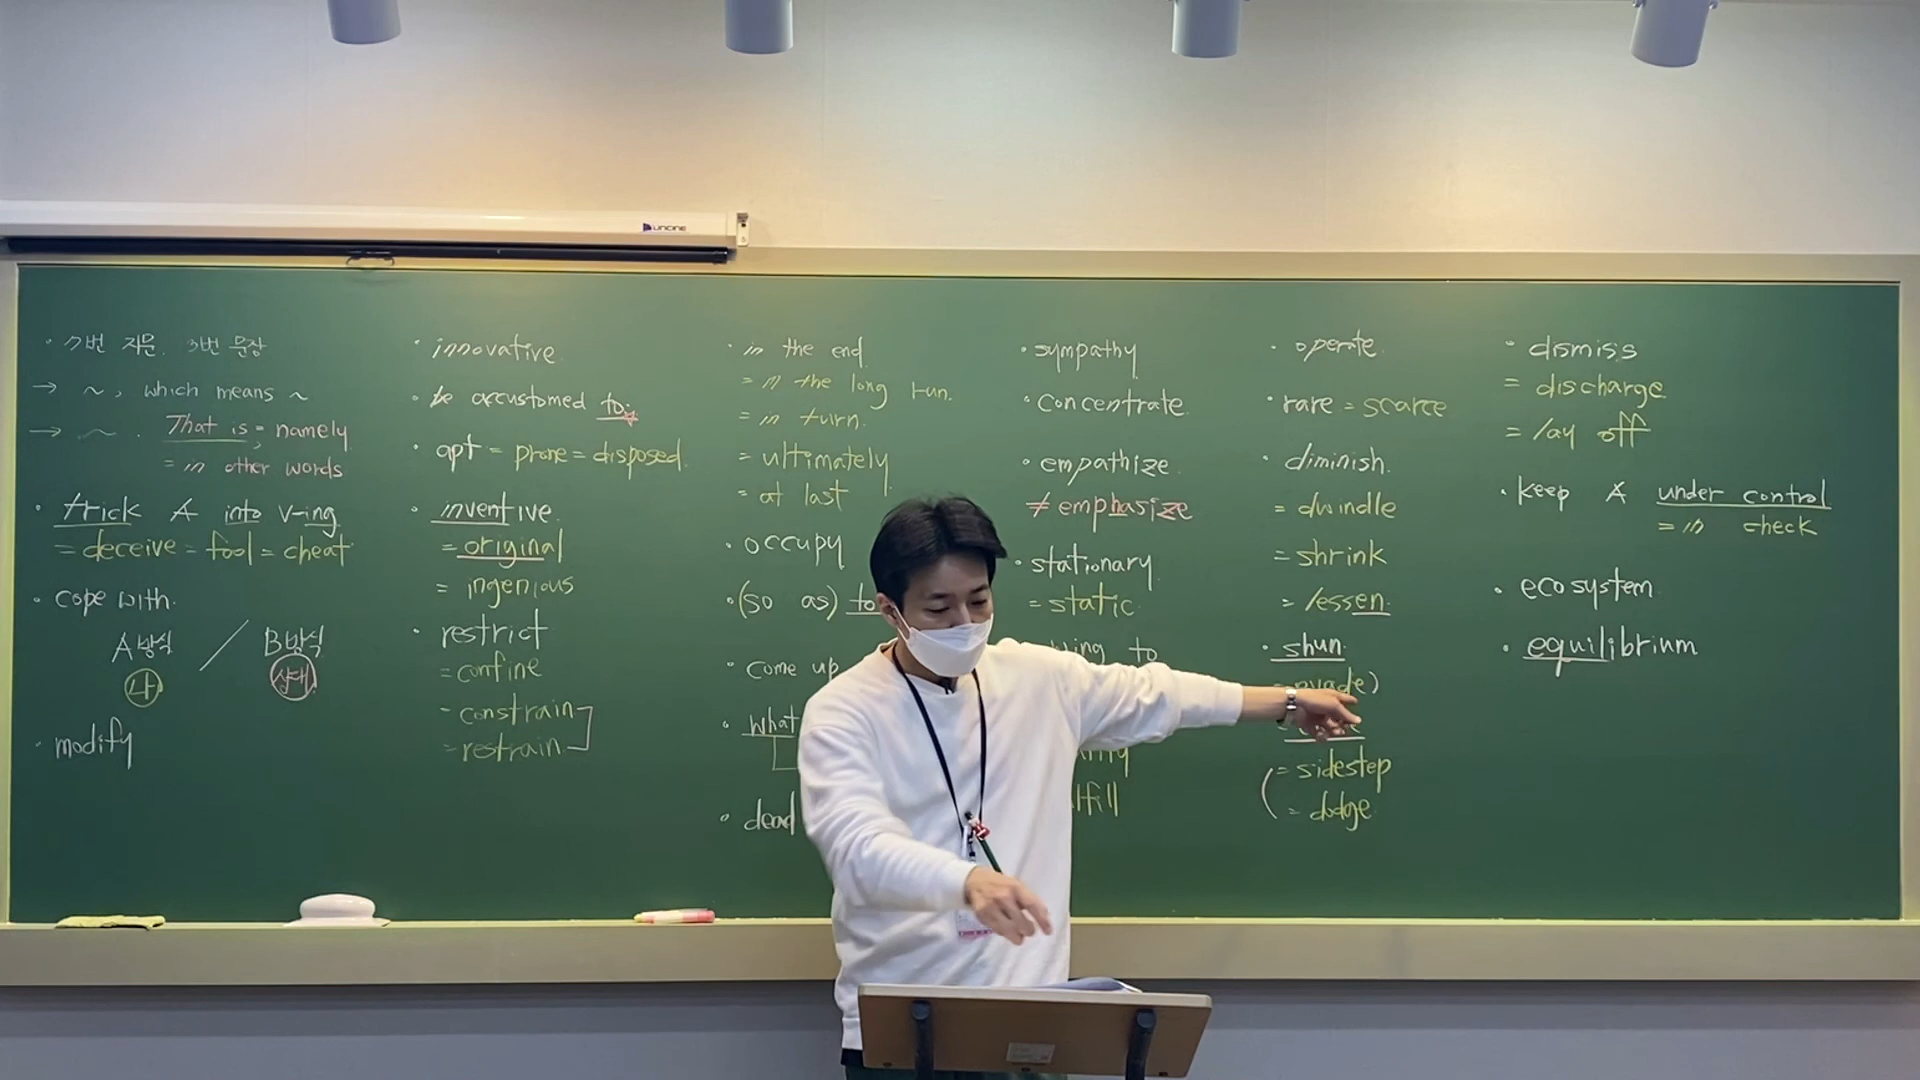 UNCINE
· 7번 지문. 3번 문장
→ ~, which means ~
→ ~. That is = namely
= in other words
· trick A into v-ing
= deceive = fool = cheat
· cope with
A방식 / B방식
나 상대
· modify
· innovative
· be accustomed to
· apt = prone = disposed
· inventive
= original
= ingenious
· restrict
= confine
= constrain
= restrain
· in the end
= in the long run.
= in turn.
= ultimately
= at last
· occupy
· (so as) to
· come up
· what
· dead
· sympathy
· concentrate
· empathize
≠ emphasize
· stationary
= static
to
· operate
· rare = scarce
· diminish
= dwindle
= shrink
= lessen
· shun
(= sidestep
= dodge
· dismiss
= discharge
= lay off
· keep A under control
= in check
· ecosystem
· equilibrium